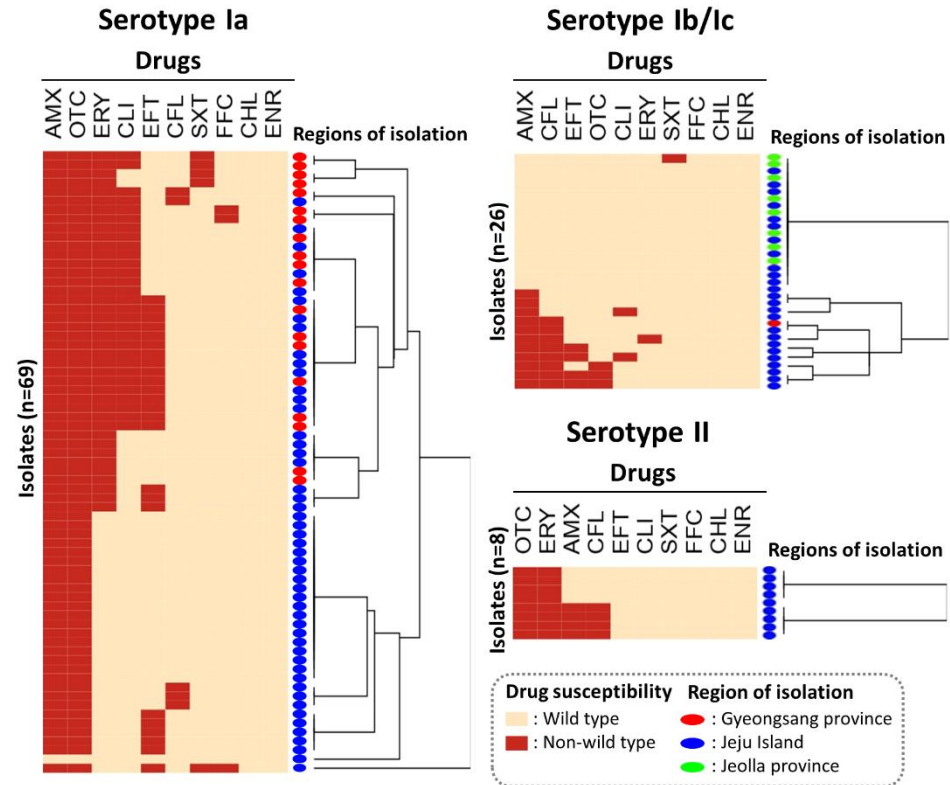 Serotype Ia
Drugs
AMX OTC ERY CLI EFT CFL SXT FFC CHL ENR
Regions of isolation
Isolates (n=69)
Serotype Ib/Ic
Drugs
AMX CFL EFT OTC CLI ERY SXT FFC CHL ENR
Regions of isolation
Isolates (n=26)
Serotype II
Drugs
OTC ERY AMX CFL EFT CLI SXT FFC CHL ENR
Regions of isolation
Isolates (n=8)
Drug susceptibility
: Wild type
: Non-wild type
Region of isolation
: Gyeongsang province
: Jeju Island
: Jeolla province